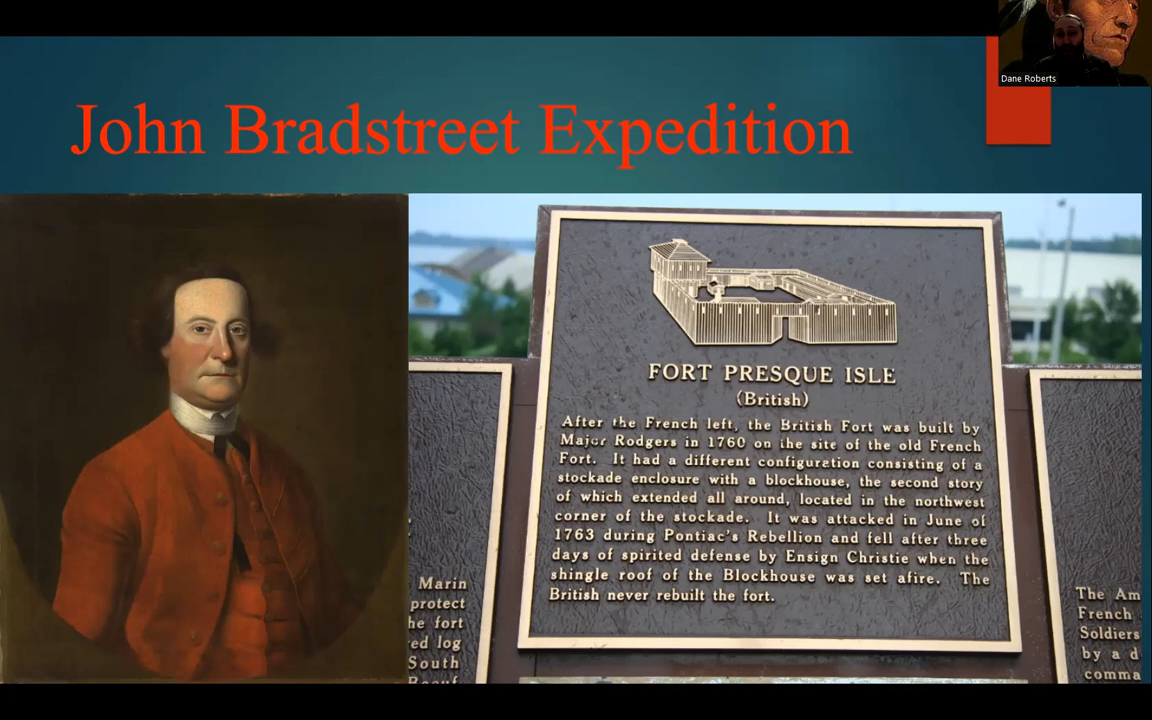 Dane Roberts
John Bradstreet Expedition
FORT PRESQUE ISLE
(British)
After the French left, the British Fort was built by
Major Rodgers in 1760 on the site of the old French
Fort. It had a different configuration consisting of a
stockade enclosure with a blockhouse, the second story
of which extended all around, located in the northwest
corner of the stockade. It was attacked in June of
1763 during Pontiac's Rebellion and fell after three
days of spirited defense by Ensign Christie when the
shingle roof of the Blockhouse was set afire. The
British never rebuilt the fort.
Marin
protect
he fort
ed log
South
The Am
French
Soldiers
by a d
comma